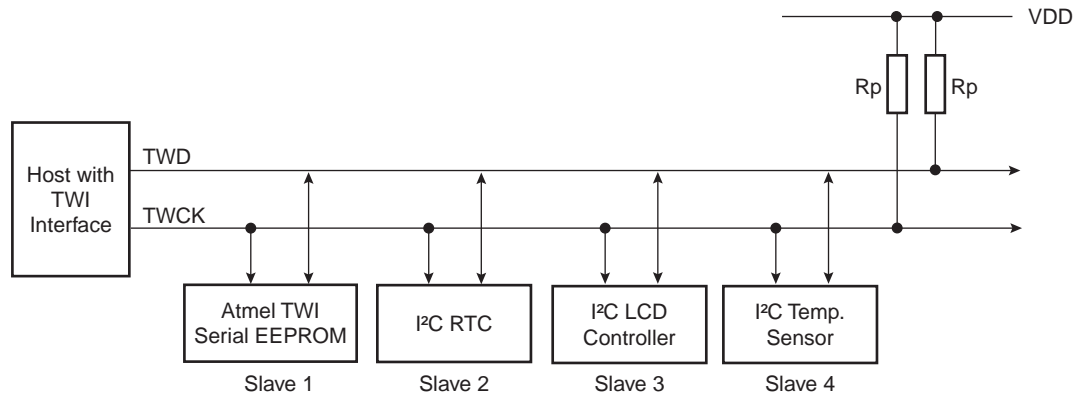 VDD
Rp
Rp
Host with
TWI
Interface
TWD
TWCK
Atmel TWI
Serial EEPROM
I²C RTC
I²C LCD
Controller
I²C Temp.
Sensor
Slave 1
Slave 2
Slave 3
Slave 4